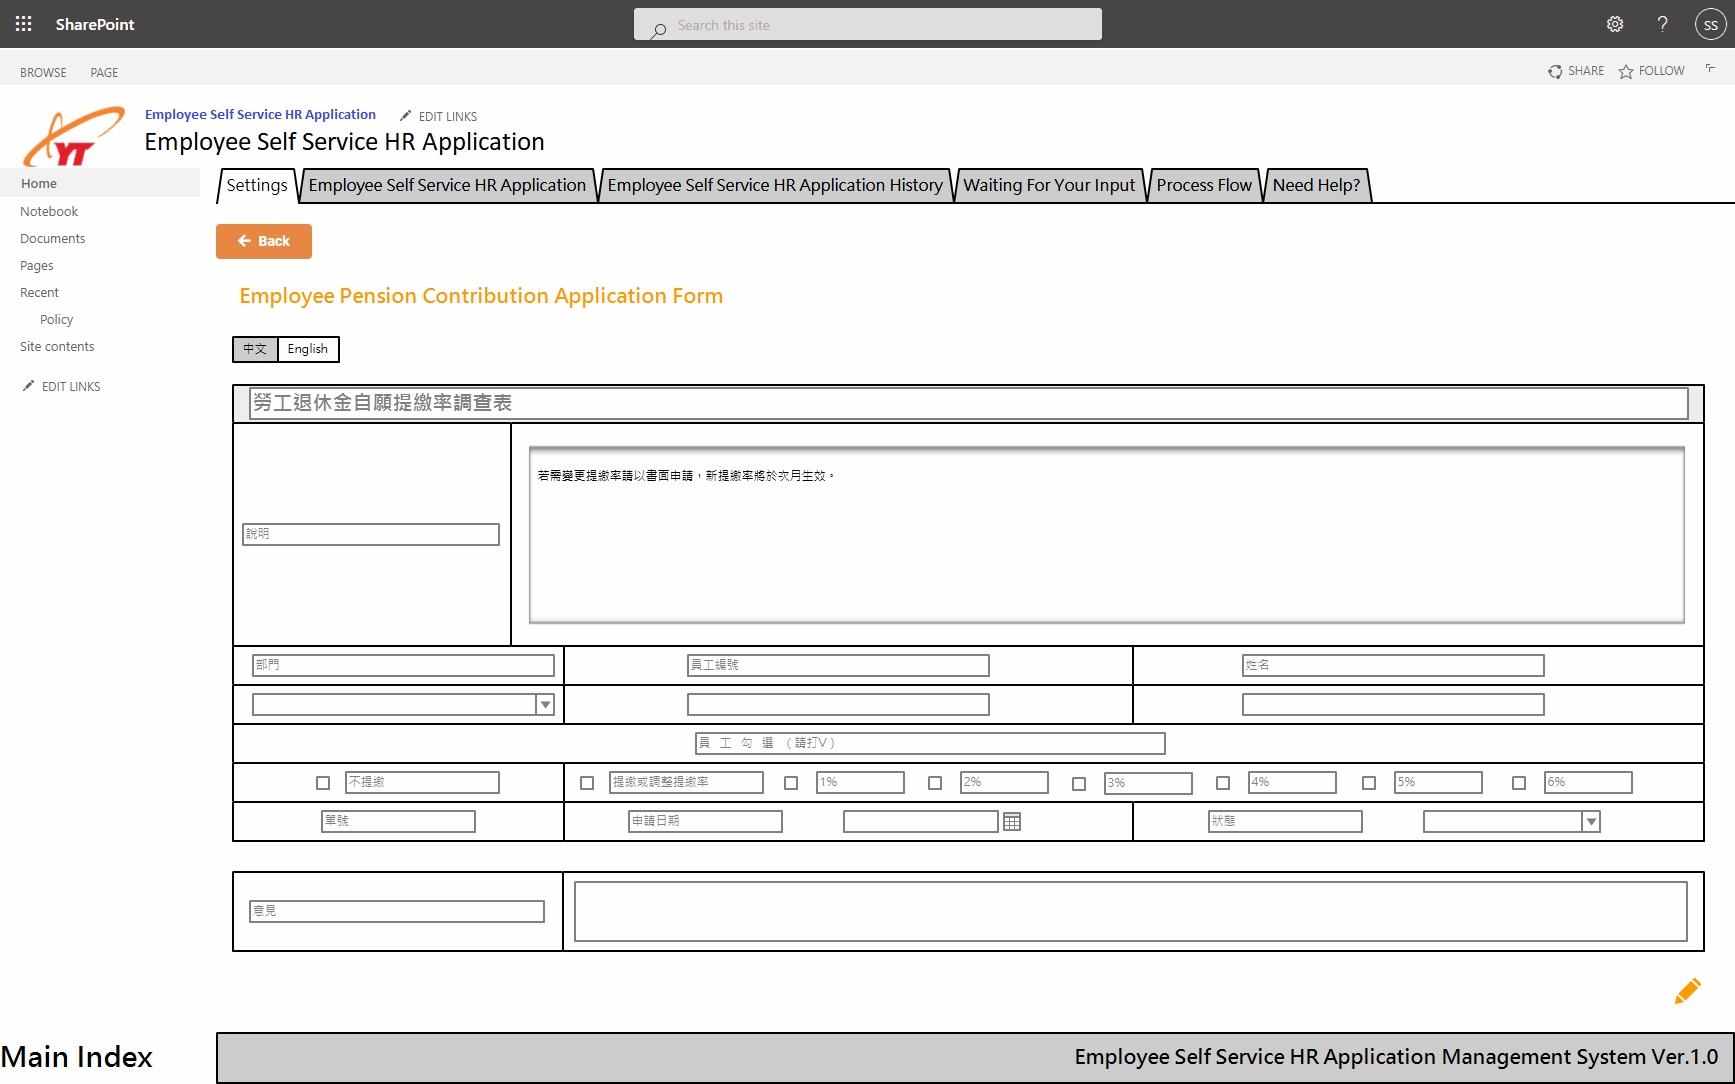 SharePoint
Search this site
?
SS
BROWSE
PAGE
SHARE
FOLLOW
YT
Employee Self Service HR Application
EDIT LINKS
Employee Self Service HR Application
Home
Notebook
Documents
Pages
Recent
Policy
Site contents
EDIT LINKS
Settings
Employee Self Service HR Application
Employee Self Service HR Application History
Waiting For Your Input
Process Flow
Need Help?
Back
Employee Pension Contribution Application Form
中文
English
勞工退休金自願提繳率調查表
說明
若需變更提繳率請以書面申請，新提繳率將於次月生效。
部門
員工編號
姓名
員 工 勾 選 （請打V）
不提繳
提繳或調整提繳率
1%
2%
3%
4%
5%
6%
單號
申請日期
狀態
意見
Main Index
Employee Self Service HR Application Management System Ver.1.0